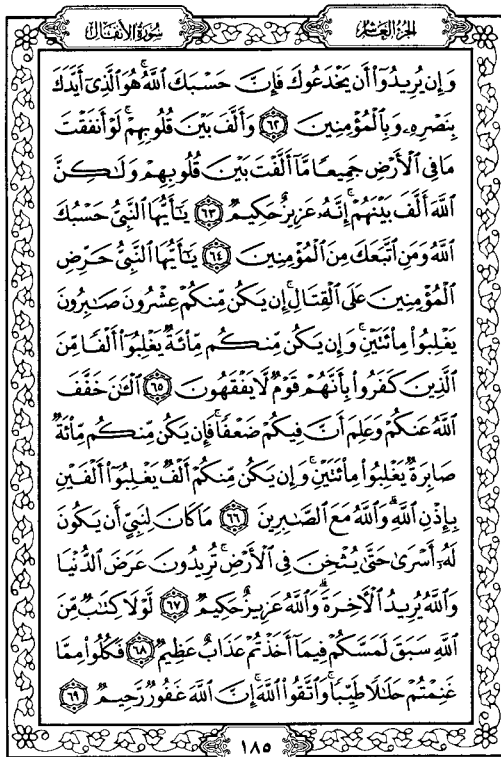 الجزء العاشر
سورة الأنفال
وَإِن يُرِيدُوٓا۟ أَن يَخْدَعُوكَ فَإِنَّ حَسْبَكَ ٱللَّهُ ۚ هُوَ ٱلَّذِىٓ أَيَّدَكَ
بِنَصْرِهِۦ وَبِٱلْمُؤْمِنِينَ ٦٢ وَأَلَّفَ بَيْنَ قُلُوبِهِمْ ۚ لَوْ أَنفَقْتَ
مَا فِى ٱلْأَرْضِ جَمِيعًا مَّآ أَلَّفْتَ بَيْنَ قُلُوبِهِمْ وَلَـٰكِنَّ
ٱللَّهَ أَلَّفَ بَيْنَهُمْ ۚ إِنَّهُۥ عَزِيزٌ حَكِيمٌ ٦٣ يَـٰٓأَيُّهَا ٱلنَّبِىُّ حَسْبُكَ
ٱللَّهُ وَمَنِ ٱتَّبَعَكَ مِنَ ٱلْمُؤْمِنِينَ ٦٤ يَـٰٓأَيُّهَا ٱلنَّبِىُّ حَرِّضِ
ٱلْمُؤْمِنِينَ عَلَى ٱلْقِتَالِ ۚ إِن يَكُن مِّنكُمْ عِشْرُونَ صَـٰبِرُونَ
يَغْلِبُوا۟ مِا۟ئَتَيْنِ ۚ وَإِن يَكُن مِّنكُم مِّا۟ئَةٌ يَغْلِبُوٓا۟ أَلْفًا مِّنَ
ٱلَّذِينَ كَفَرُوا۟ بِأَنَّهُمْ قَوْمٌ لَّا يَفْقَهُونَ ٦٥ ٱلْـَٔـٰنَ خَفَّفَ
ٱللَّهُ عَنكُمْ وَعَلِمَ أَنَّ فِيكُمْ ضَعْفًا ۚ فَإِن يَكُن مِّنكُم مِّا۟ئَةٌ
صَابِرَةٌ يَغْلِبُوا۟ مِا۟ئَتَيْنِ ۚ وَإِن يَكُن مِّنكُمْ أَلْفٌ يَغْلِبُوٓا۟ أَلْفَيْنِ
بِإِذْنِ ٱللَّهِ ۗ وَٱللَّهُ مَعَ ٱلصَّـٰبِرِينَ ٦٦ مَا كَانَ لِنَبِىٍّ أَن يَكُونَ
لَهُۥٓ أَسْرَىٰ حَتَّىٰ يُثْخِنَ فِى ٱلْأَرْضِ ۚ تُرِيدُونَ عَرَضَ ٱلدُّنْيَا
وَٱللَّهُ يُرِيدُ ٱلْـَٔاخِرَةَ ۗ وَٱللَّهُ عَزِيزٌ حَكِيمٌ ٦٧ لَّوْلَا كِتَـٰبٌ مِّنَ
ٱللَّهِ سَبَقَ لَمَسَّكُمْ فِيمَآ أَخَذْتُمْ عَذَابٌ عَظِيمٌ ٦٨ فَكُلُوا۟ مِمَّا
غَنِمْتُمْ حَلَـٰلًا طَيِّبًا ۚ وَٱتَّقُوا۟ ٱللَّهَ ۚ إِنَّ ٱللَّهَ غَفُورٌ رَّحِيمٌ ٦٩
١٨٥